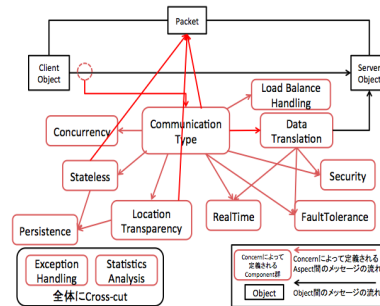 Packet
Client
Object
Server
Object
Load Balance
Handling
Communication
Type
Data
Translation
Concurrency
Stateless
Security
Location
Transparency
RealTime
FaultTolerance
Persistence
Exception
Handling
Statistics
Analysis
全体にCross-cut
Concernによって
定義される
Component群
Concernによって定義される
Aspect間のメッセージの流れ
Object
Object間のメッセージの流れ